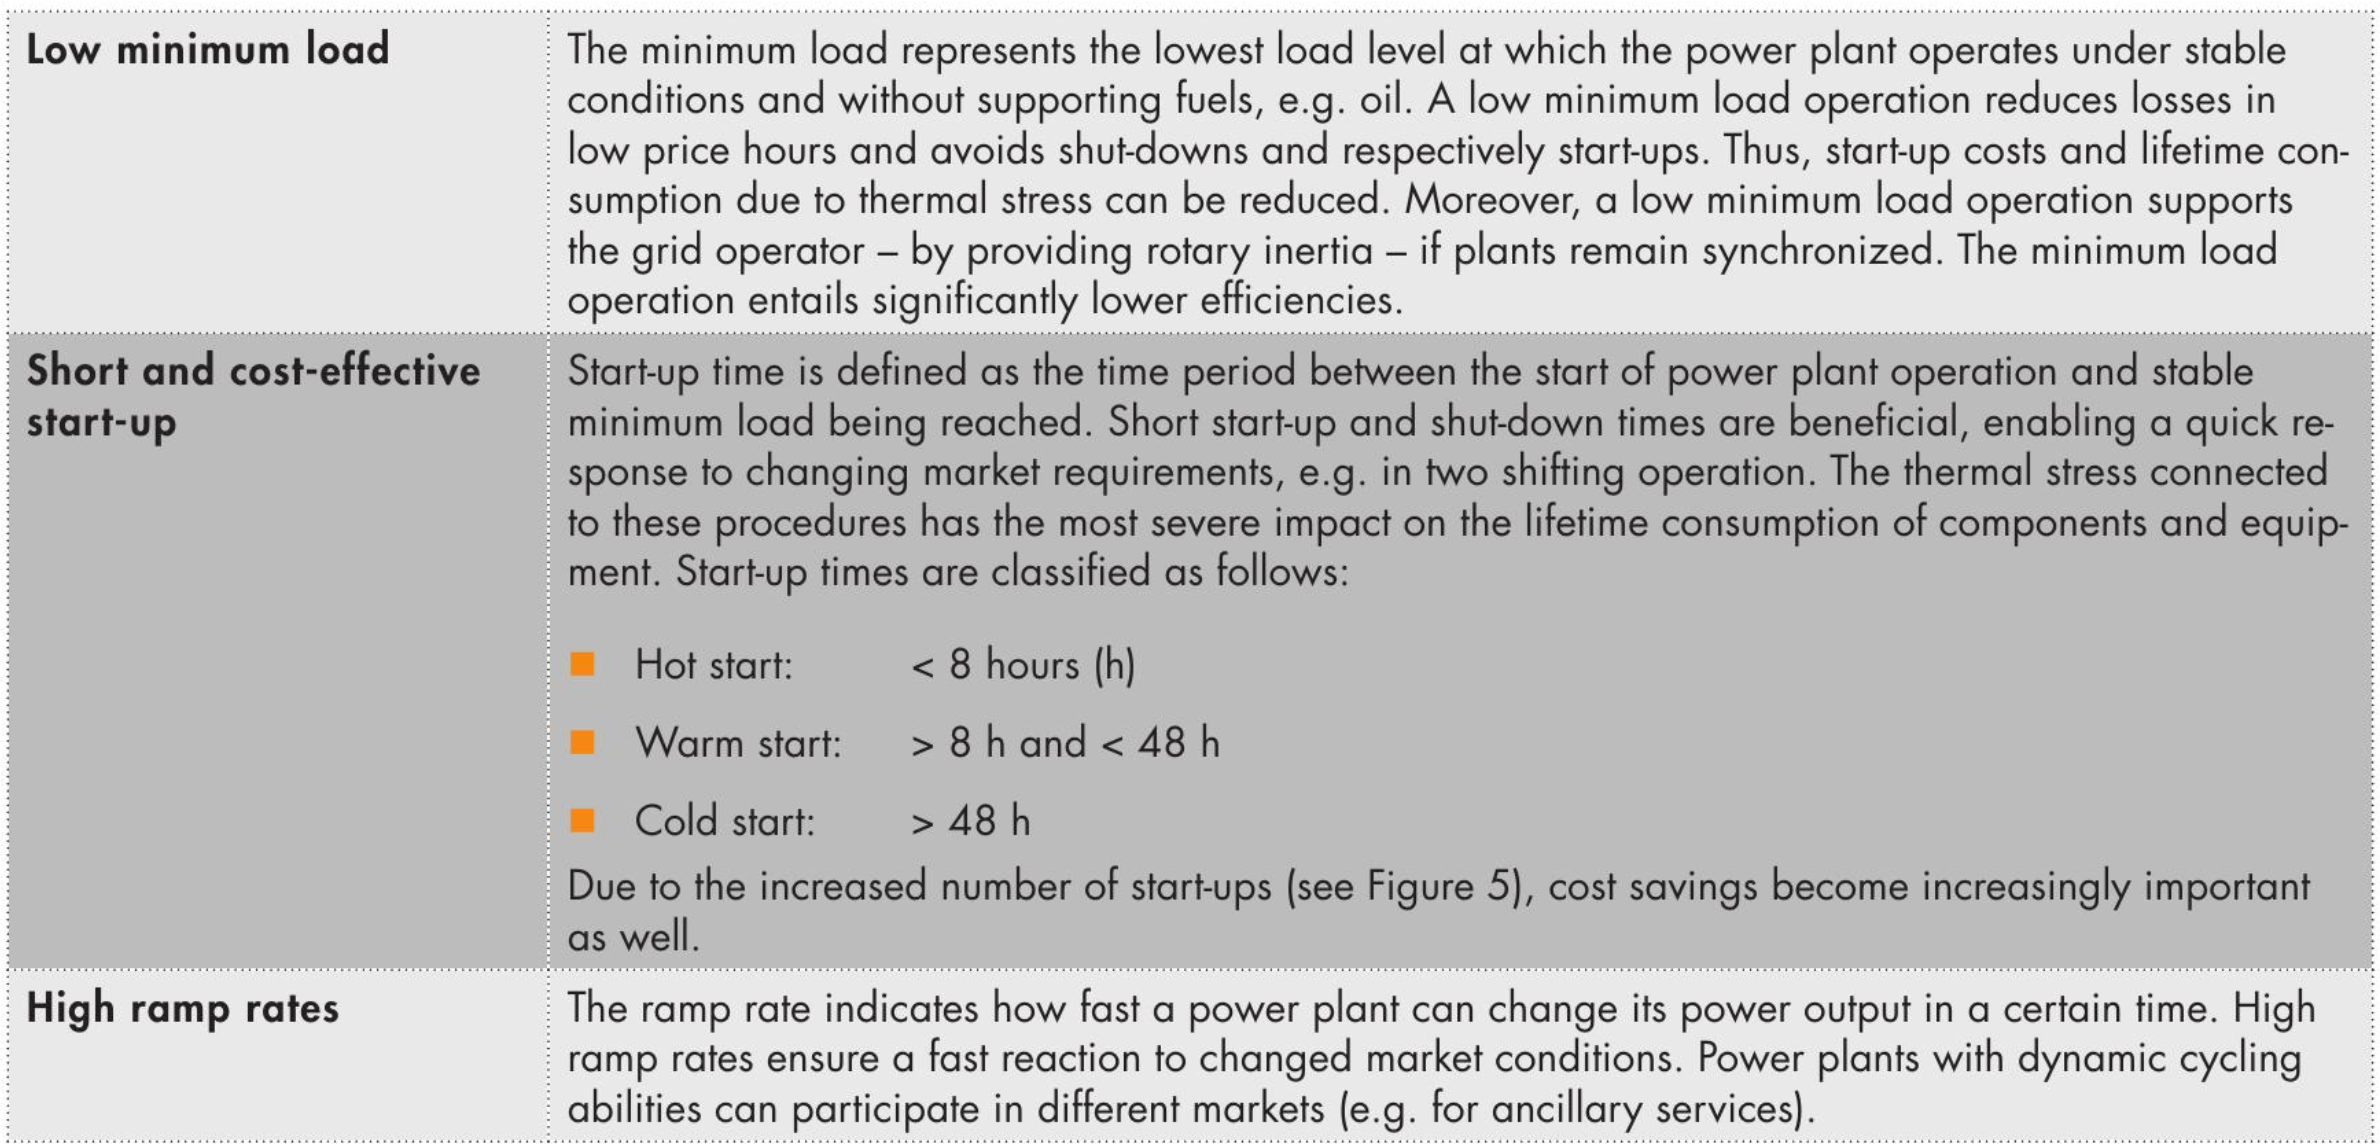 Low minimum load
The minimum load represents the lowest load level at which the power plant operates under stable
conditions and without supporting fuels, e.g. oil. A low minimum load operation reduces losses in
low price hours and avoids shut-downs and respectively start-ups. Thus, start-up costs and lifetime con-
sumption due to thermal stress can be reduced. Moreover, a low minimum load operation supports
the grid operator – by providing rotary inertia – if plants remain synchronized. The minimum load
operation entails significantly lower efficiencies.
Short and cost-effective
start-up
Start-up time is defined as the time period between the start of power plant operation and stable
minimum load being reached. Short start-up and shut-down times are beneficial, enabling a quick re-
sponse to changing market requirements, e.g. in two shifting operation. The thermal stress connected
to these procedures has the most severe impact on the lifetime consumption of components and equip-
ment. Start-up times are classified as follows:
Hot start: < 8 hours (h)
Warm start: > 8 h and < 48 h
Cold start: > 48 h
Due to the increased number of start-ups (see Figure 5), cost savings become increasingly important
as well.
High ramp rates
The ramp rate indicates how fast a power plant can change its power output in a certain time. High
ramp rates ensure a fast reaction to changed market conditions. Power plants with dynamic cycling
abilities can participate in different markets (e.g. for ancillary services).